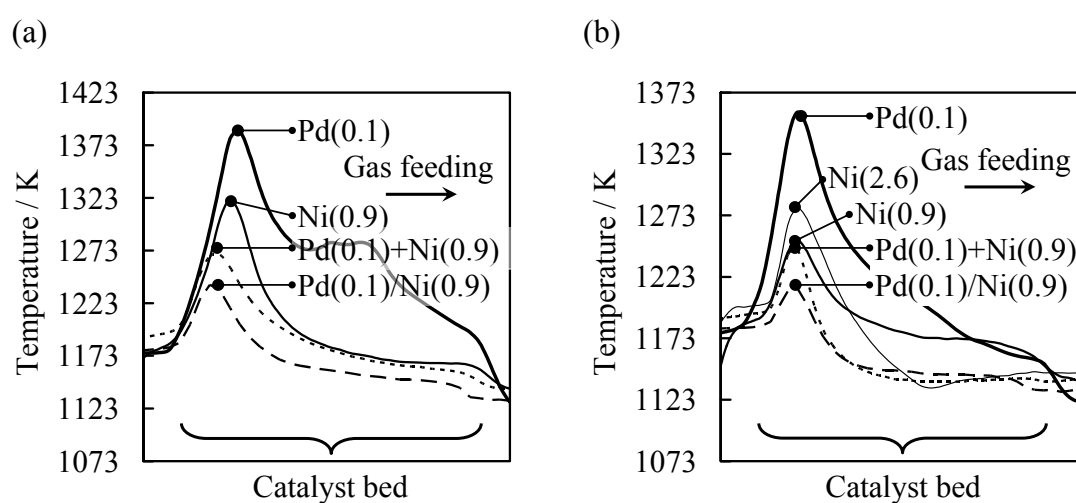 (a)
Temperature / K
1423
1373
1323
1273
1223
1173
1123
1073
Pd(0.1)
Gas feeding
Ni(0.9)
Pd(0.1)+Ni(0.9)
Pd(0.1)/Ni(0.9)
Catalyst bed
(b)
Temperature / K
1373
1323
1273
1223
1173
1123
1073
Pd(0.1)
Gas feeding
Ni(2.6)
Ni(0.9)
Pd(0.1)+Ni(0.9)
Pd(0.1)/Ni(0.9)
Catalyst bed